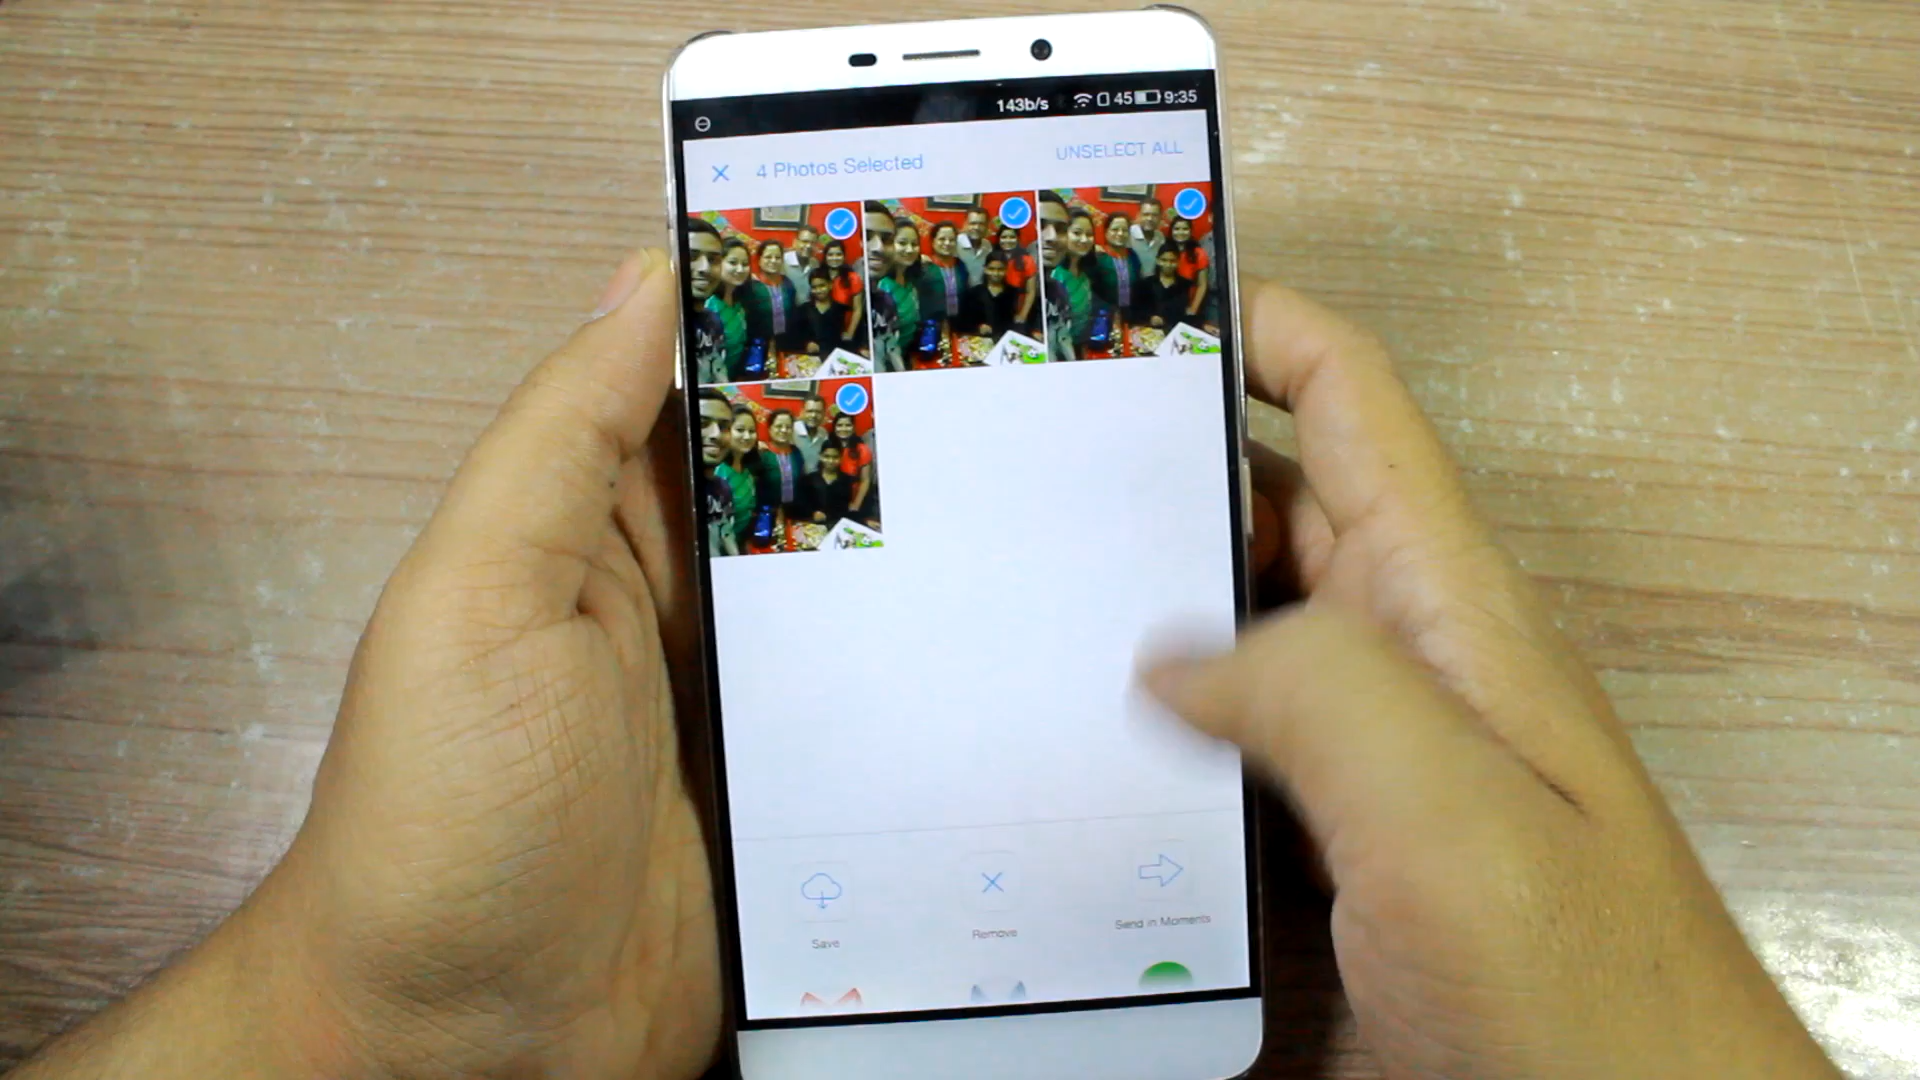 143b/s 45 9:35
4 Photos Selected UNSELECT ALL
Save Remove Send in Moments